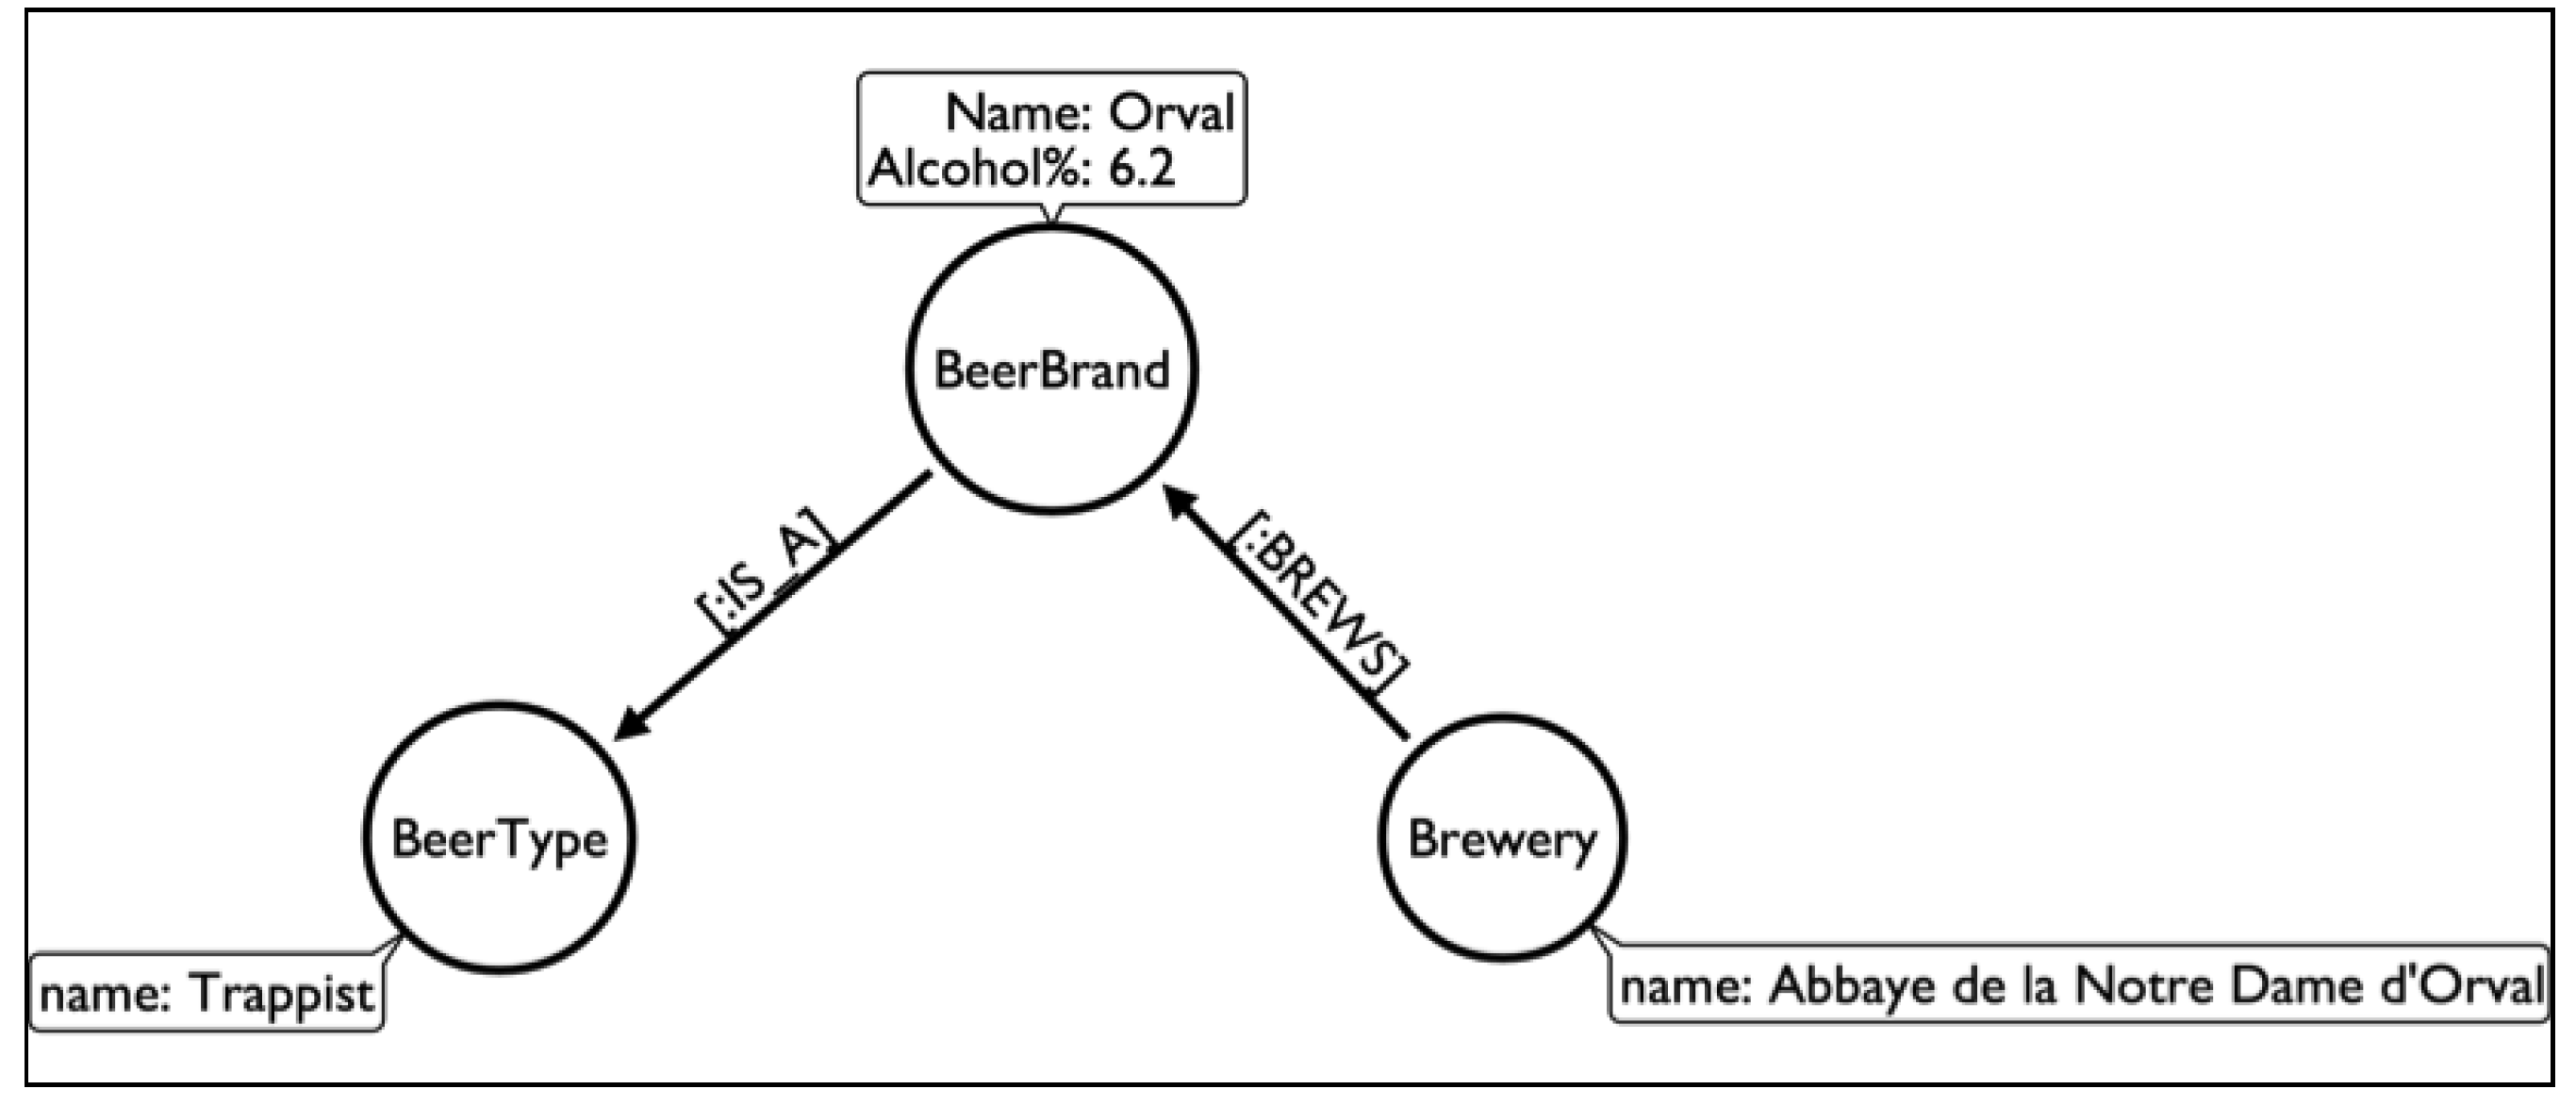 Name: Orval
Alcohol%: 6.2
BeerBrand
[:IS_A]
[:BREWS]
BeerType
Brewery
name: Trappist
name: Abbaye de la Notre Dame d'Orval